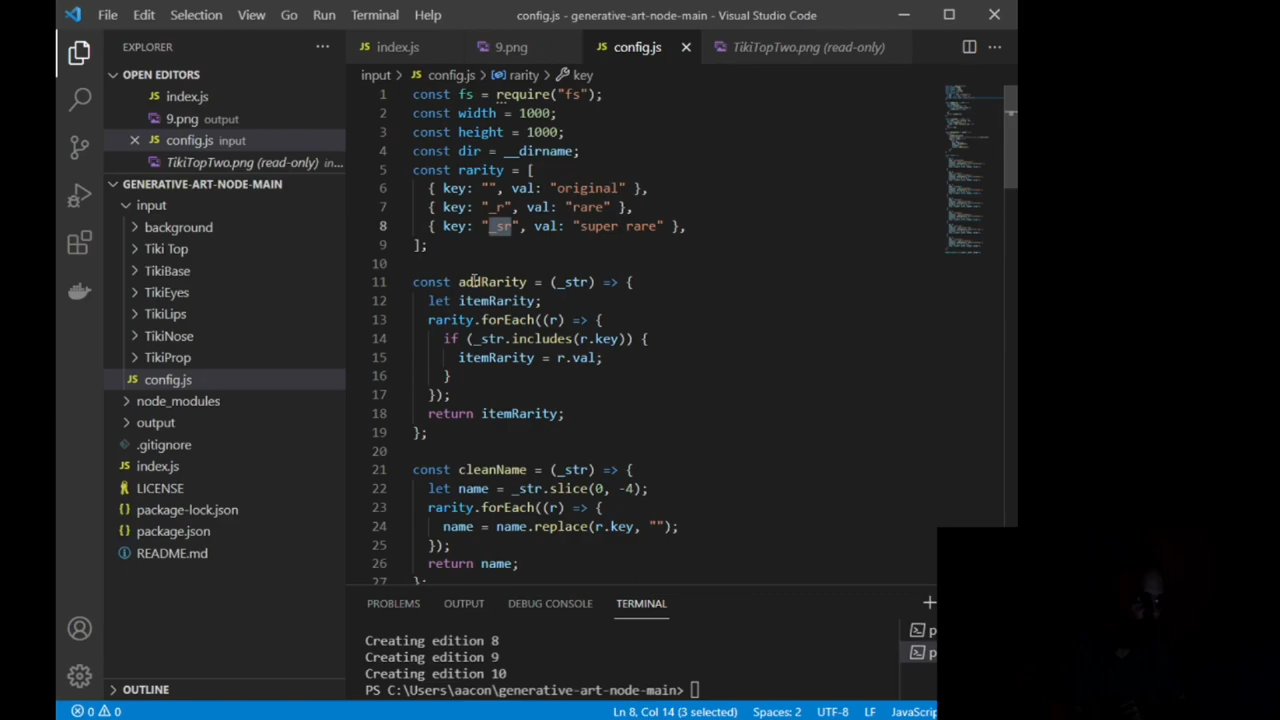 File Edit Selection View Go Run Terminal Help config.js - generative-art-node-main - Visual Studio Code
EXPLORER
OPEN EDITORS
index.js
9.png output
config.js input
TikiTopTwo.png (read-only) in...
GENERATIVE-ART-NODE-MAIN
input
background
Tiki Top
TikiBase
TikiEyes
TikiLips
TikiNose
TikiProp
JS config.js
node_modules
output
.gitignore
JS index.js
LICENSE
package-lock.json
package.json
README.md
OUTLINE
JS index.js 9.png JS config.js TikiTopTwo.png (read-only)
input > JS config.js > rarity > key
1 const fs = require("fs");
2 const width = 1000;
3 const height = 1000;
4 const dir = __dirname;
5 const rarity = [
6 { key: "", val: "original" },
7 { key: "_r", val: "rare" },
8 { key: "_sr", val: "super rare" },
9 ];
10
11 const addRarity = (_str) => {
12 let itemRarity;
13 rarity.forEach((r) => {
14 if (_str.includes(r.key)) {
15 itemRarity = r.val;
16 }
17 });
18 return itemRarity;
19 };
20
21 const cleanName = (_str) => {
22 let name = _str.slice(0, -4);
23 rarity.forEach((r) => {
24 name = name.replace(r.key, "");
25 });
26 return name;
27 };
PROBLEMS OUTPUT DEBUG CONSOLE TERMINAL
Creating edition 8
Creating edition 9
Creating edition 10
PS C:\Users\aacon\generative-art-node-main>
p
p
0 0 Ln 8, Col 14 (3 selected) Spaces: 2 UTF-8 LF JavaScrip